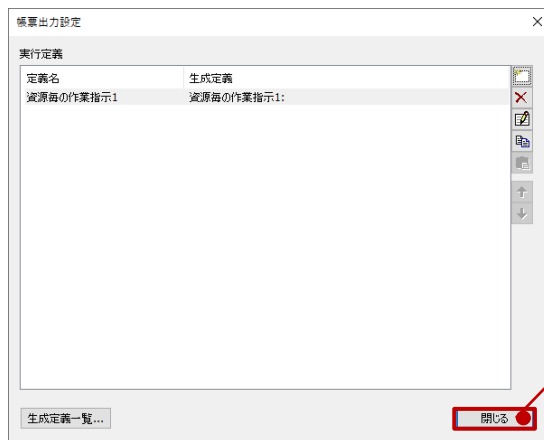 帳票出力設定
実行定義
定義名 生成定義
資源毎の作業指示1 資源毎の作業指示1:
生成定義一覧... 閉じる